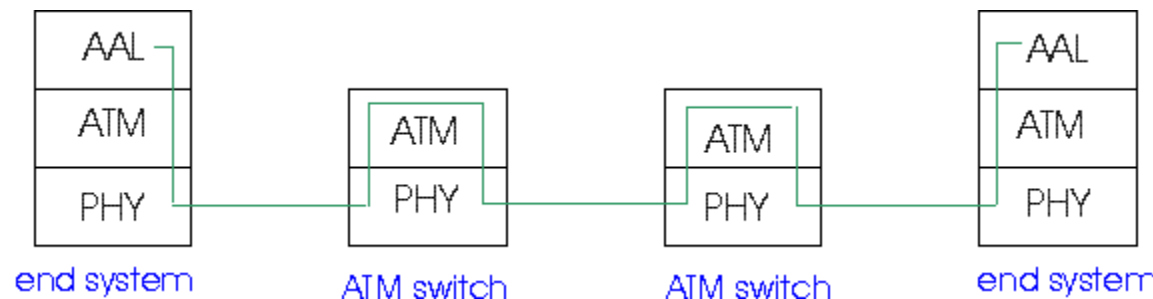 AAL
ATM
PHY
end system
ATM
PHY
ATM switch
ATM
PHY
ATM switch
AAL
ATM
PHY
end system